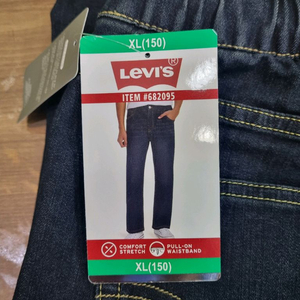 XL(150)
LEVI'S®
ITEM #682095
COMFORT
STRETCH
PULL-ON
WAISTBAND
XL(150)